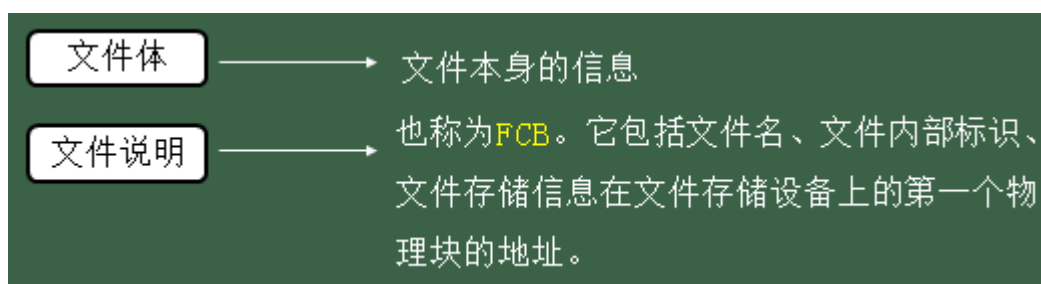 文件体
文件本身的信息
文件说明
也称为FCB。它包括文件名、文件内部标识、
文件存储信息在文件存储设备上的第一个物
理块的地址。